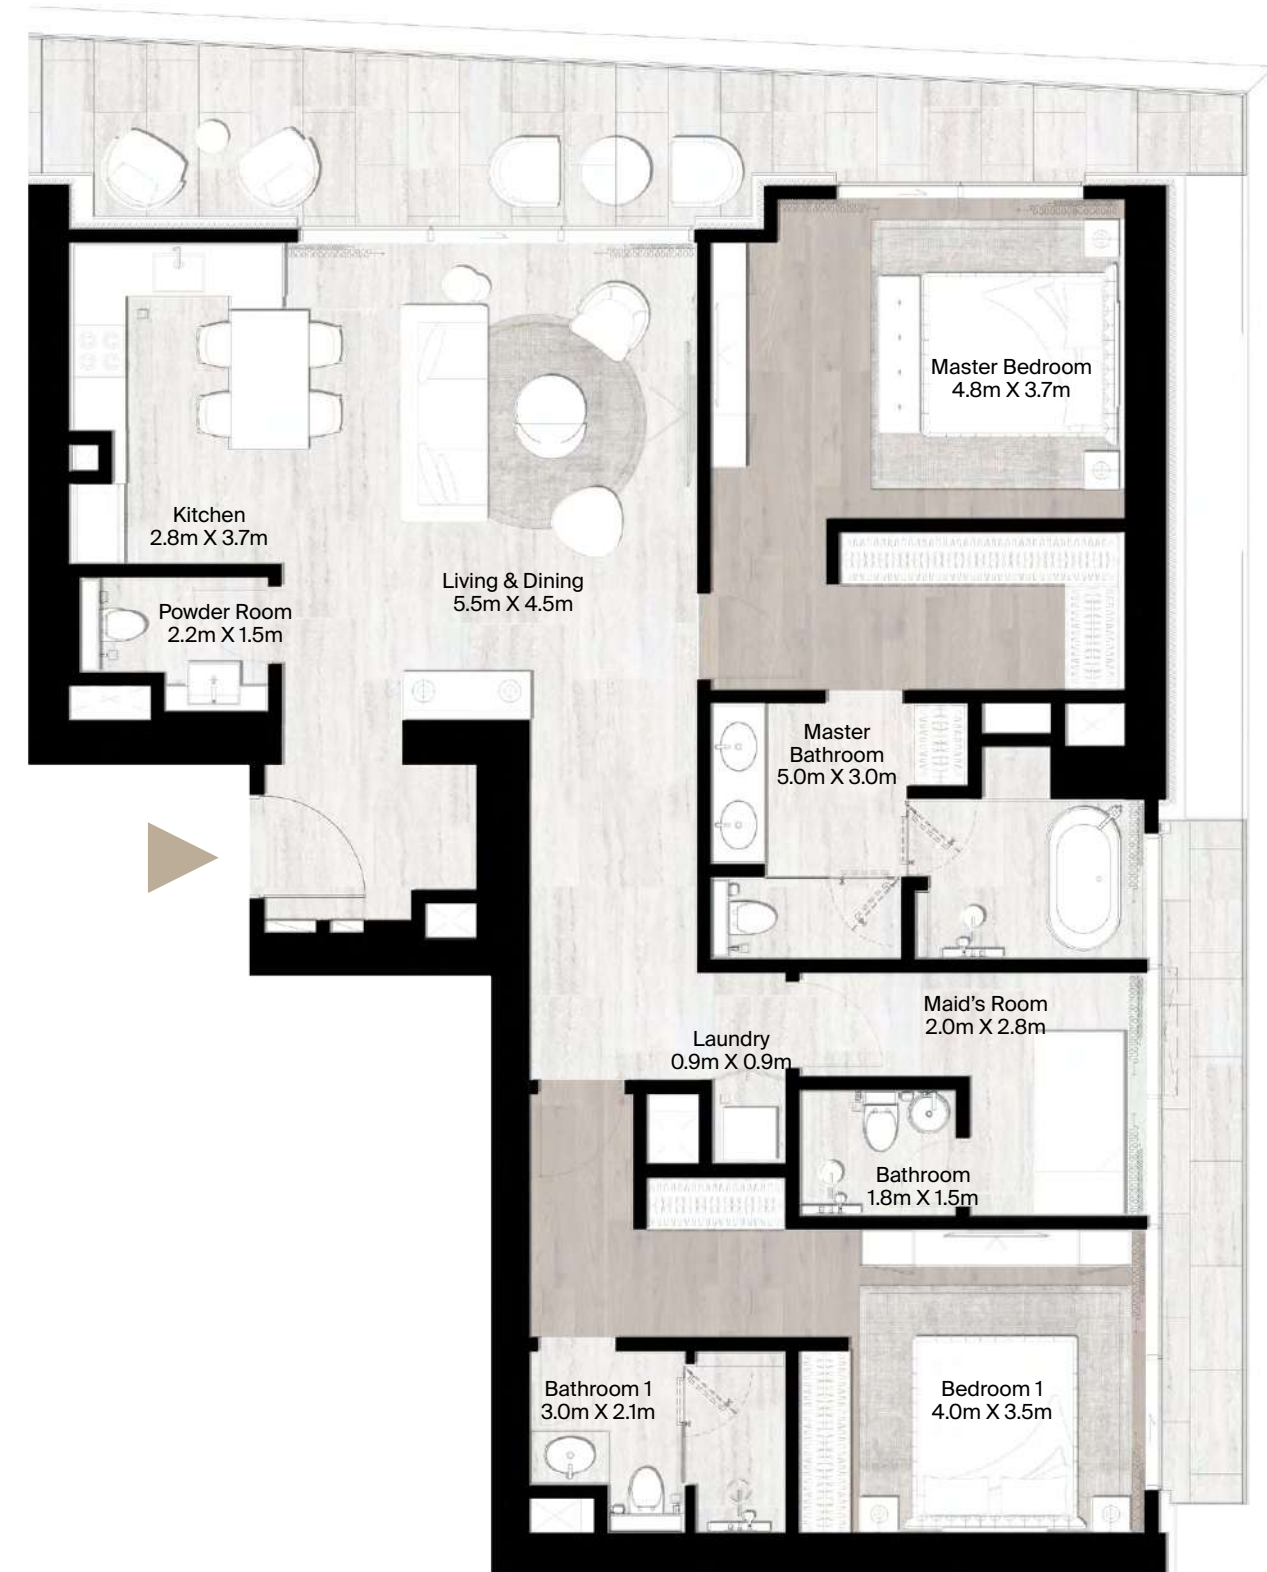 Master Bedroom
4.8m X 3.7m
Kitchen
2.8m X 3.7m
Living & Dining
5.5m X 4.5m
Powder Room
2.2m X 1.5m
Master
Bathroom
5.0m X 3.0m
Maid's Room
2.0m X 2.8m
Laundry
0.9m X 0.9m
Bathroom
1.8m X 1.5m
Bathroom 1
3.0m X 2.1m
Bedroom 1
4.0m X 3.5m